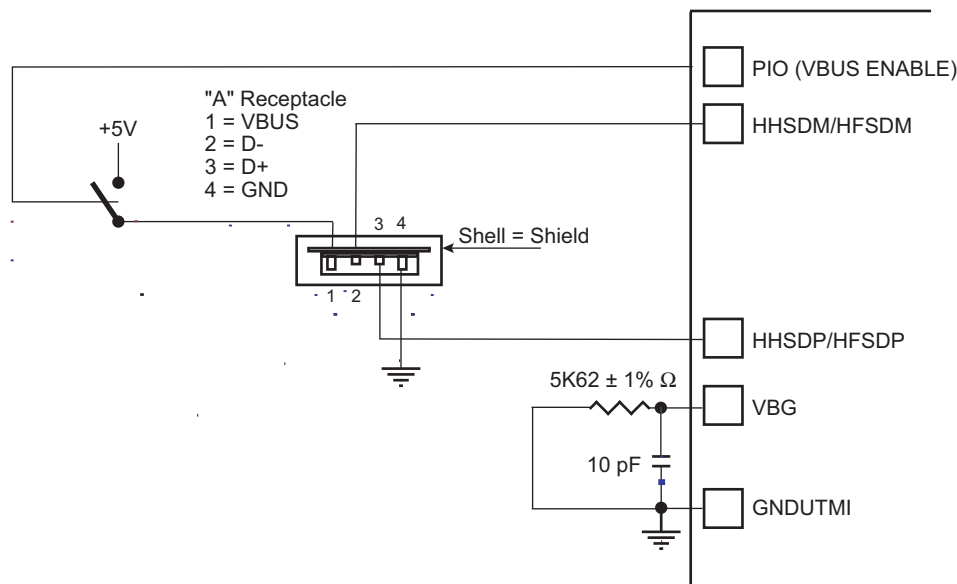 PIO (VBUS ENABLE)
"A" Receptacle
1 = VBUS
2 = D-
3 = D+
4 = GND
+5V
HHSDM/HFSDM
3 4
Shell = Shield
1 2
HHSDP/HFSDP
5K62 ± 1% Ω
VBG
10 pF
GNDUTMI